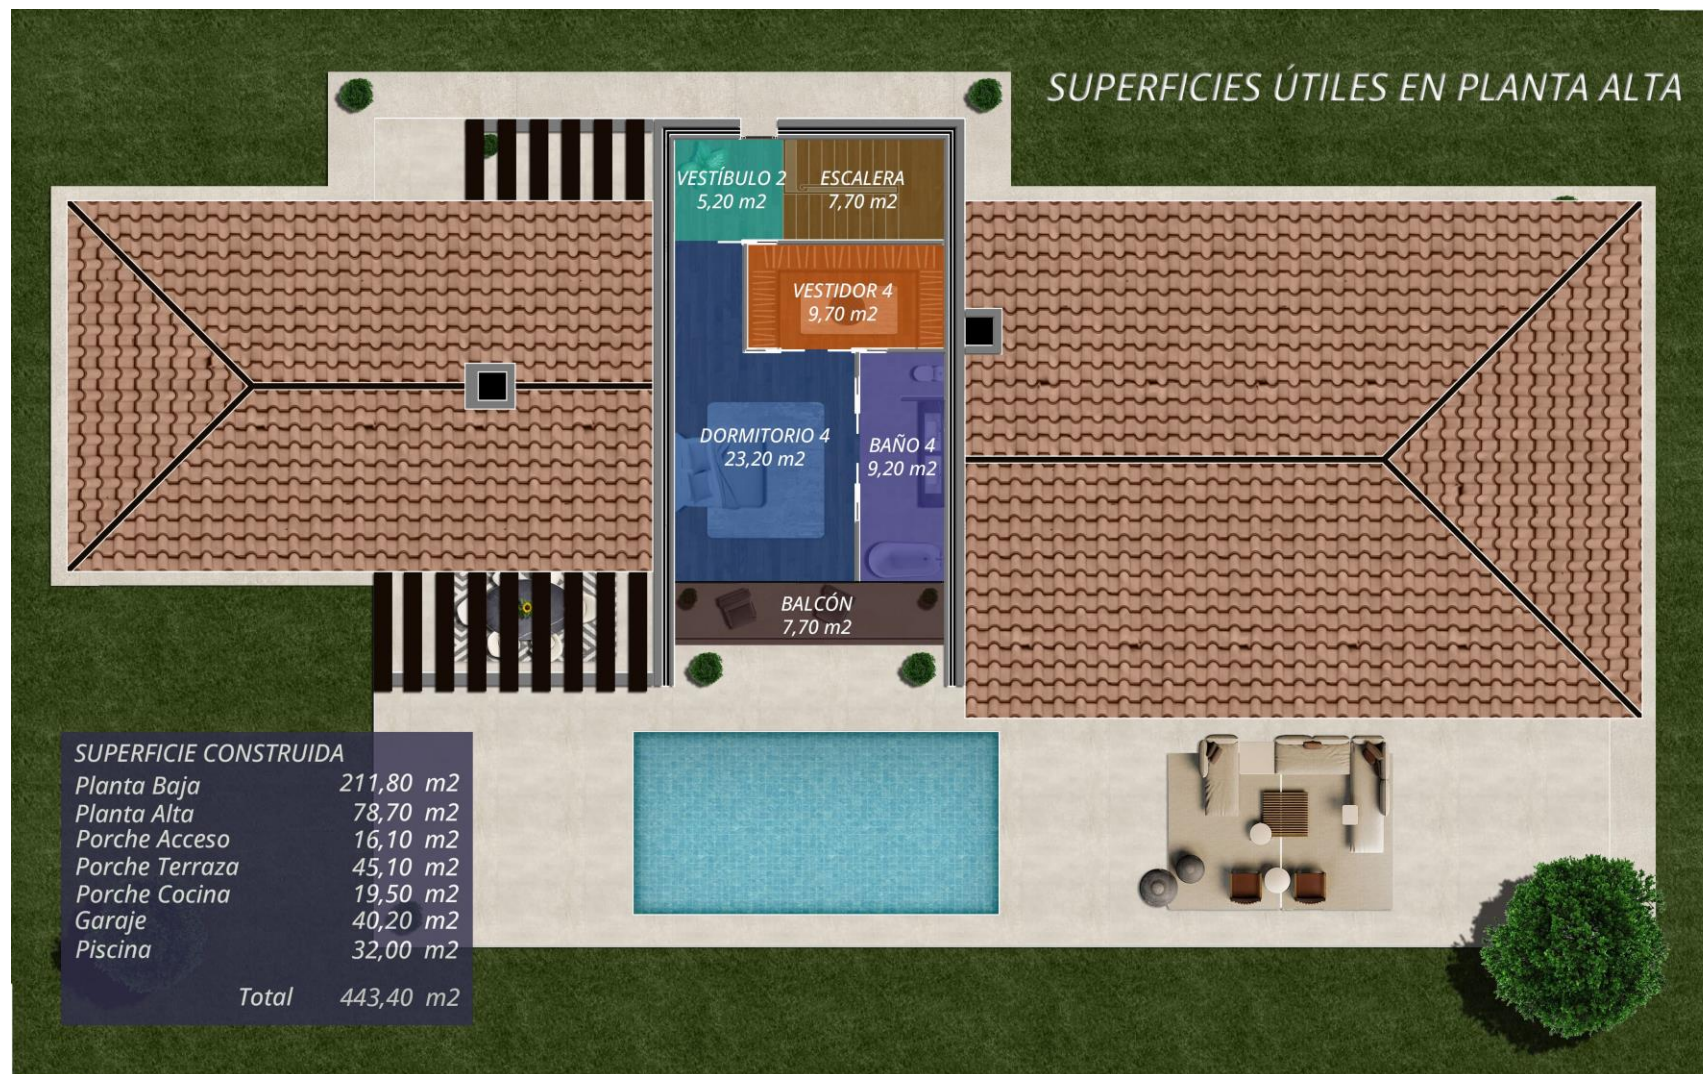 SUPERFICIES ÚTILES EN PLANTA ALTA
VESTÍBULO 2
5,20 m2
ESCALERA
7,70 m2
VESTIDOR 4
9,70 m2
DORMITORIO 4
23,20 m2
BAÑO 4
9,20 m2
BALCÓN
7,70 m2
SUPERFICIE CONSTRUIDA
Planta Baja 211,80 m2
Planta Alta 78,70 m2
Porche Acceso 16,10 m2
Porche Terraza 45,10 m2
Porche Cocina 19,50 m2
Garaje 40,20 m2
Piscina 32,00 m2
Total 443,40 m2